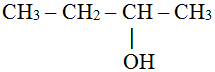 CH₃ – CH₂ – CH – CH₃
|
OH